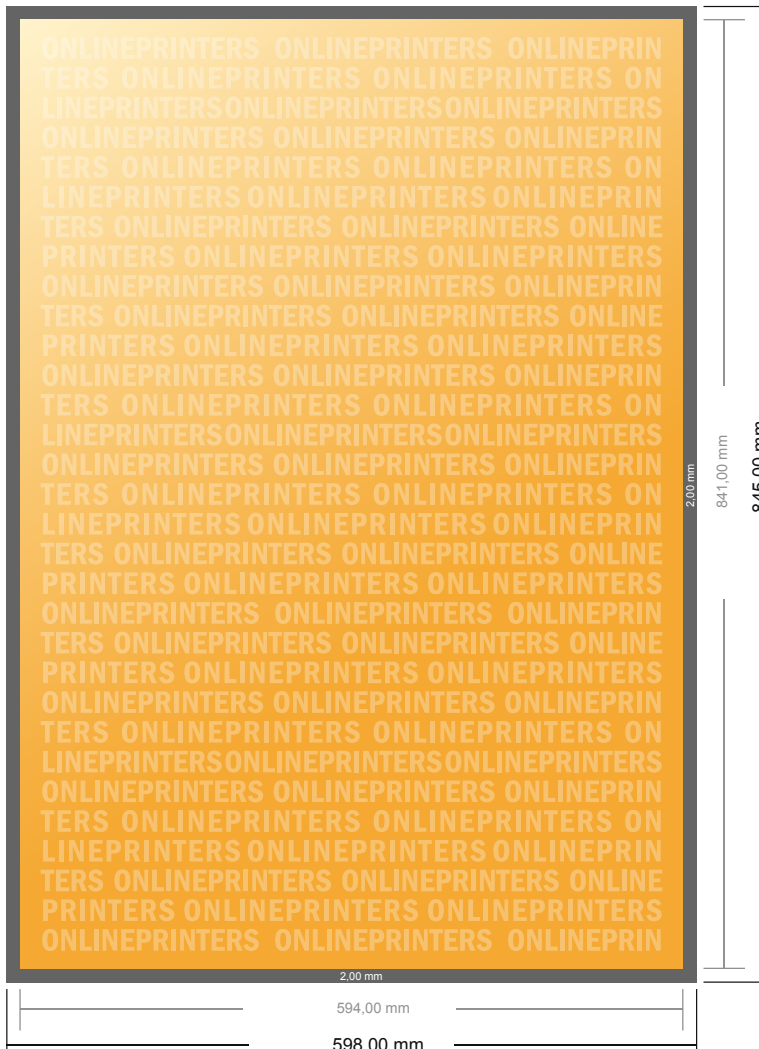 ONLINEPRINTERS ONLINEPRINTERS ONLINEPRIN
TERS ONLINEPRINTERS ONLINEPRINTERS ON
LINEPRINTERSONLINEPRINTERSONLINEPRINTERS
ONLINEPRINTERS ONLINEPRINTERS ONLINEPRIN
TERS ONLINEPRINTERS ONLINEPRINTERS ON
LINEPRINTERS ONLINEPRINTERS ONLINEPRIN
TERS ONLINEPRINTERS ONLINEPRINTERS ONLINE
PRINTERS ONLINEPRINTERS ONLINEPRINTERS
ONLINEPRINTERS ONLINEPRINTERS ONLINEPRIN
TERS ONLINEPRINTERS ONLINEPRINTERS ONLINE
PRINTERS ONLINEPRINTERS ONLINEPRINTERS
ONLINEPRINTERS ONLINEPRINTERS ONLINEPRIN
TERS ONLINEPRINTERS ONLINEPRINTERS ON
LINEPRINTERSONLINEPRINTERSONLINEPRINTERS
ONLINEPRINTERS ONLINEPRINTERS ONLINEPRIN
TERS ONLINEPRINTERS ONLINEPRINTERS ON
LINEPRINTERS ONLINEPRINTERS ONLINEPRIN
TERS ONLINEPRINTERS ONLINEPRINTERS ONLINE
PRINTERS ONLINEPRINTERS ONLINEPRINTERS
ONLINEPRINTERS ONLINEPRINTERS ONLINEPRIN
TERS ONLINEPRINTERS ONLINEPRINTERS ONLINE
PRINTERS ONLINEPRINTERS ONLINEPRINTERS
ONLINEPRINTERS ONLINEPRINTERS ONLINEPRIN
TERS ONLINEPRINTERS ONLINEPRINTERS ON
LINEPRINTERSONLINEPRINTERSONLINEPRINTERS
ONLINEPRINTERS ONLINEPRINTERS ONLINEPRIN
TERS ONLINEPRINTERS ONLINEPRINTERS ON
LINEPRINTERS ONLINEPRINTERS ONLINEPRIN
TERS ONLINEPRINTERS ONLINEPRINTERS ONLINE
PRINTERS ONLINEPRINTERS ONLINEPRINTERS
ONLINEPRINTERS ONLINEPRINTERS ONLINEPRIN
2,00 mm
841,00 mm
845,00 mm
2,00 mm
594,00 mm
598,00 mm